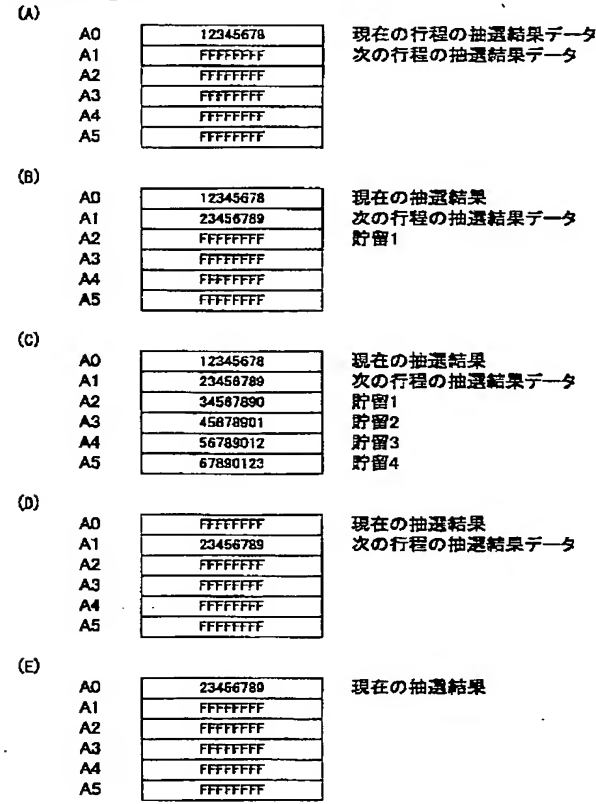 (A)
A0 12345678 現在の行程の抽選結果データ
A1 FFFFFFFF 次の行程の抽選結果データ
A2 FFFFFFFF
A3 FFFFFFFF
A4 FFFFFFFF
A5 FFFFFFFF
(B)
A0 12345678 現在の抽選結果
A1 23456789 次の行程の抽選結果データ
A2 FFFFFFFF 貯留1
A3 FFFFFFFF
A4 FFFFFFFF
A5 FFFFFFFF
(C)
A0 12345678 現在の抽選結果
A1 23456789 次の行程の抽選結果データ
A2 34567890 貯留1
A3 45678901 貯留2
A4 56789012 貯留3
A5 67890123 貯留4
(D)
A0 FFFFFFFF 現在の抽選結果
A1 23456789 次の行程の抽選結果データ
A2 FFFFFFFF
A3 FFFFFFFF
A4 FFFFFFFF
A5 FFFFFFFF
(E)
A0 23456789 現在の抽選結果
A1 FFFFFFFF
A2 FFFFFFFF
A3 FFFFFFFF
A4 FFFFFFFF
A5 FFFFFFFF